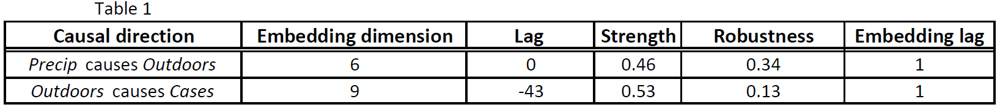 Table 1
Causal direction Embedding dimension Lag Strength Robustness Embedding lag
Precip causes Outdoors 6 0 0.46 0.34 1
Outdoors causes Cases 9 -43 0.53 0.13 1